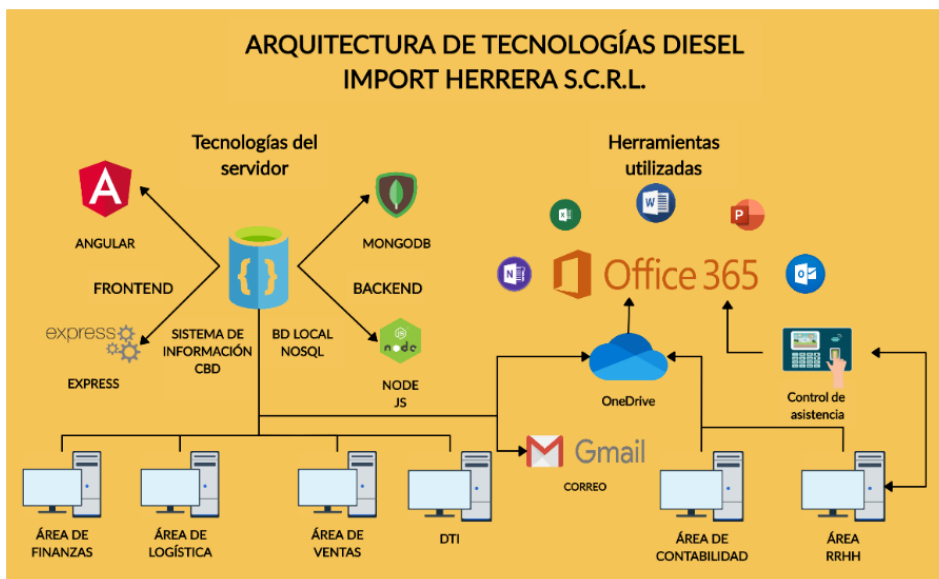 ARQUITECTURA DE TECNOLOGÍAS DIESEL
IMPORT HERRERA S.C.R.L.
Tecnologías del
servidor
Herramientas
utilizadas
A
W
X
P
ANGULAR
MONGODB
{ }
N
Office 365
O
FRONTEND
BACKEND
express
JS
node
SISTEMA DE
INFORMACIÓN
CBD
BD LOCAL
NOSQL
EXPRESS
NODE
JS
OneDrive
Control de
asistencia
Gmail
CORREO
ÁREA DE
FINANZAS
ÁREA DE
LOGÍSTICA
ÁREA DE
VENTAS
DTI
ÁREA DE
CONTABILIDAD
ÁREA
RRHH